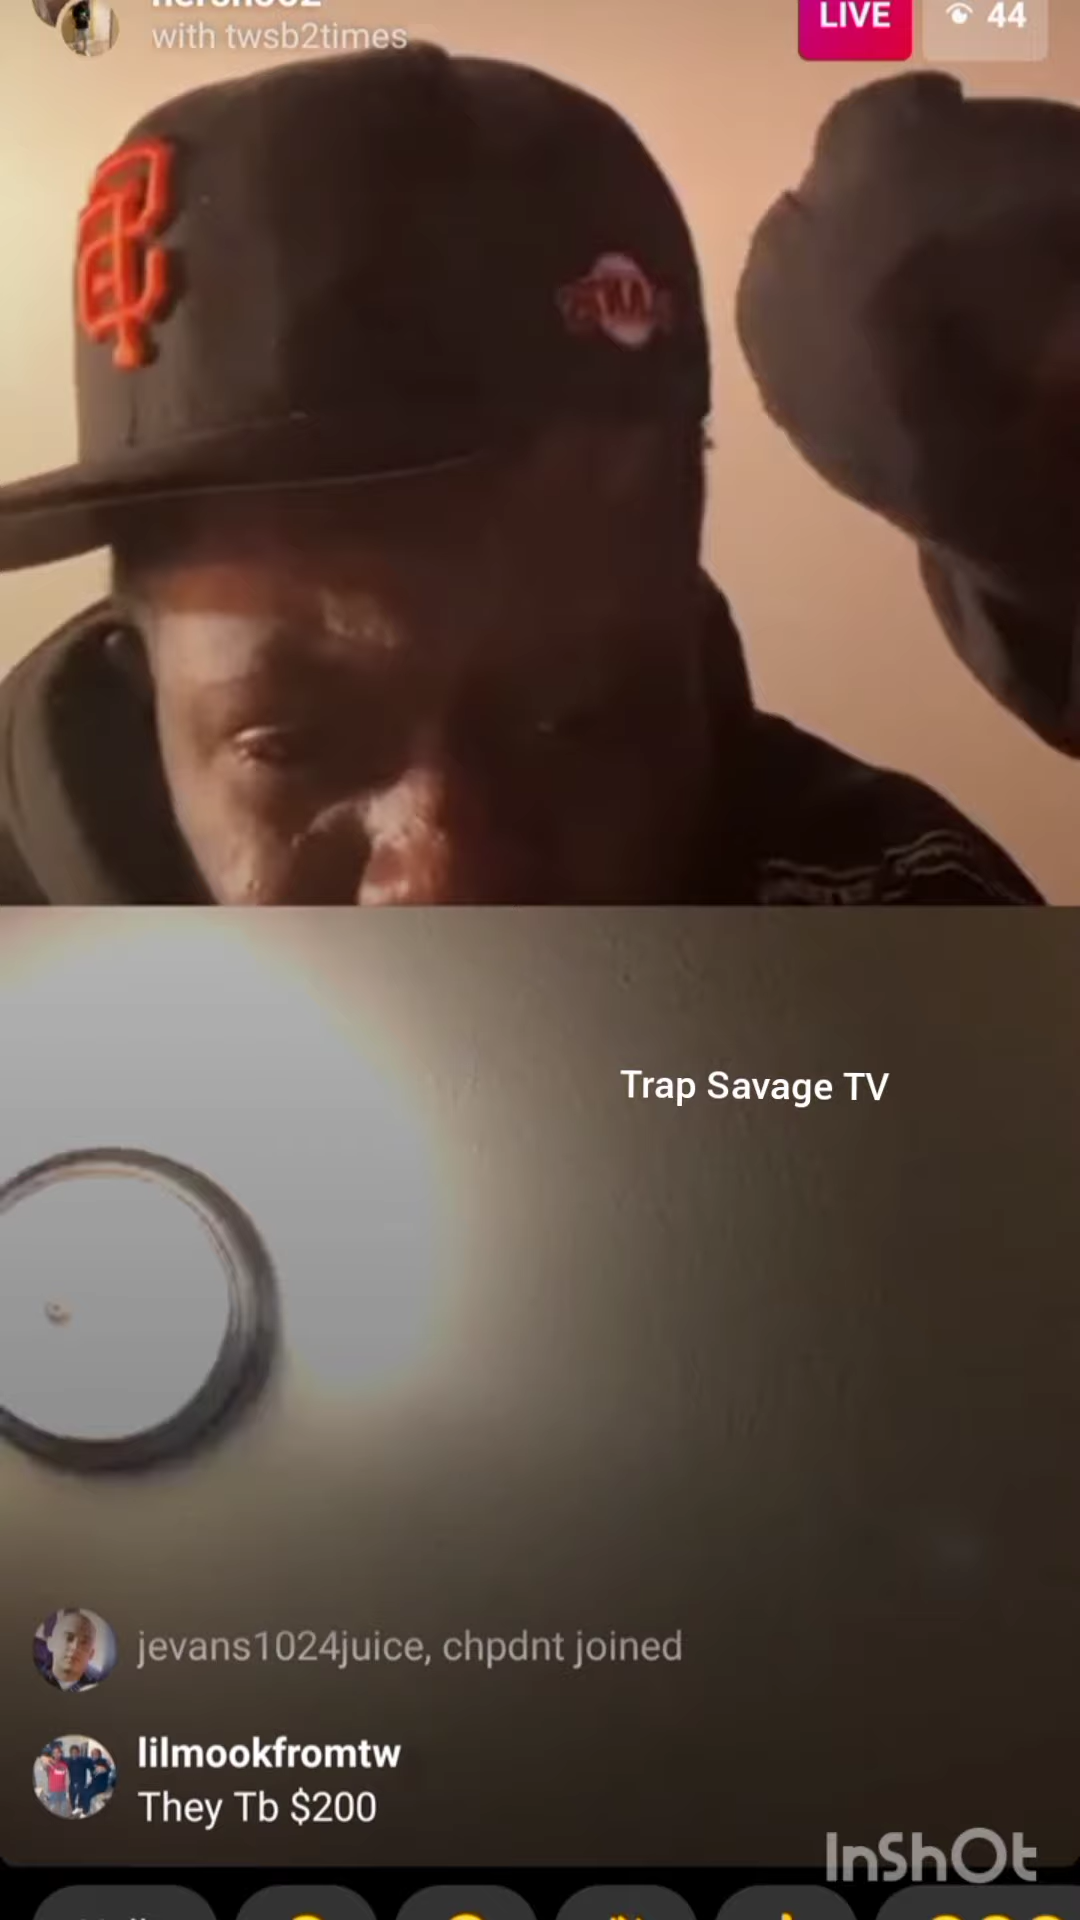 with twsb2times
LIVE
44
Trap Savage TV
jevans1024juice, chpdnt joined
lilmookfromtw
They Tb $200
InShOt